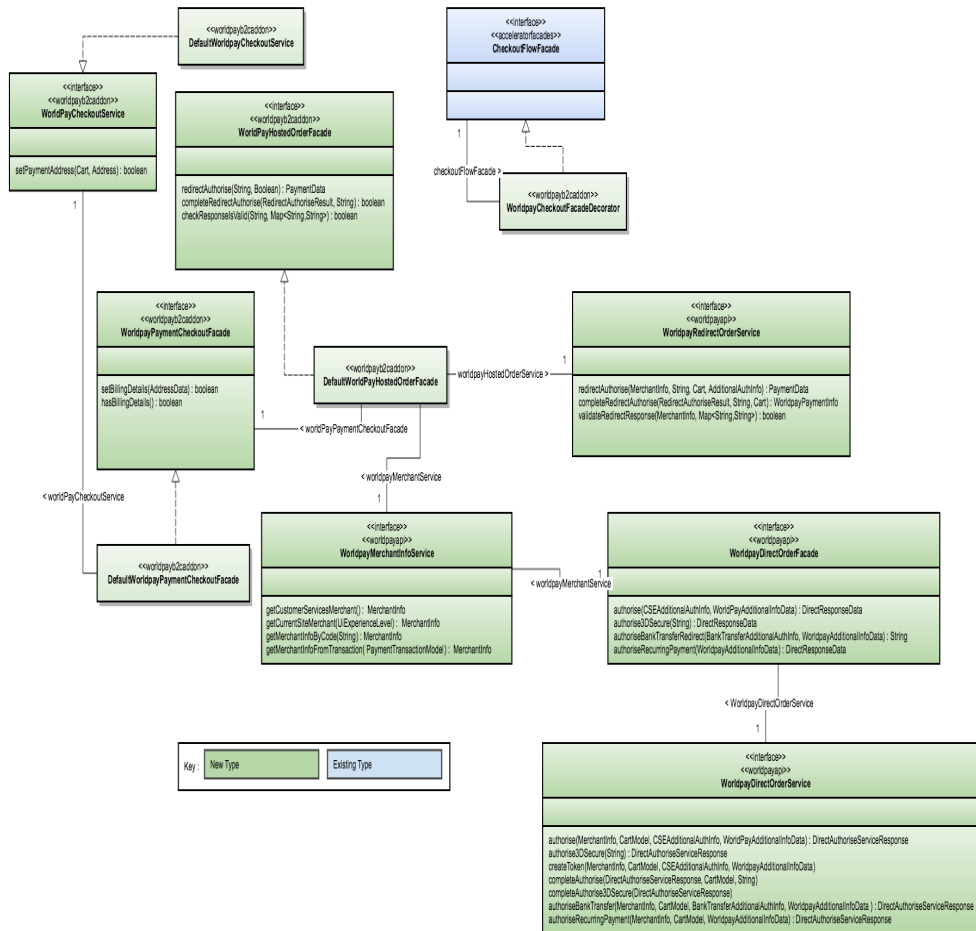 <<worldpayb2caddon>>
DefaultWorldpayCheckoutService
<<interface>>
<<acceleratorfacades>>
CheckoutFlowFacade
<<interface>>
<<worldpayb2caddon>>
WorldPayCheckoutService
setPaymentAddress(Cart, Address) : boolean
1
<<interface>>
<<worldpayb2caddon>>
WorldPayHostedOrderFacade
redirectAuthorise(String, Boolean) : PaymentData
completeRedirectAuthorise(RedirectAuthoriseResult, String) : boolean
checkResponseIsValid(String, Map<String,String>) : boolean
1
checkoutFlowFacade >
<<worldpayb2caddon>>
WorldpayCheckoutFacadeDecorator
<<interface>>
<<worldpayb2caddon>>
WorldpayPaymentCheckoutFacade
setBillingDetails(AddressData) : boolean
hasBillingDetails() : boolean
1
< worldPayPaymentCheckoutFacade
<<worldpayb2caddon>>
DefaultWorldPayHostedOrderFacade
worldpayHostedOrderService >
1
<<interface>>
<<worldpayapi>>
WorldpayRedirectOrderService
redirectAuthorise(MerchantInfo, String, Cart, AdditionalAuthInfo) : PaymentData
completeRedirectAuthorise(RedirectAuthoriseResult, String, Cart) : WorldpayPaymentInfo
validateRedirectResponse(MerchantInfo, Map<String,String>) : boolean
< worldpayMerchantService
1
< worldPayCheckoutService
<<worldpayb2caddon>>
DefaultWorldpayPaymentCheckoutFacade
<<interface>>
<<worldpayapi>>
WorldpayMerchantInfoService
getCustomerServicesMerchant() : MerchantInfo
getCurrentSiteMerchant(UiExperienceLevel) : MerchantInfo
getMerchantInfoByCode(String) : MerchantInfo
getMerchantInfoFromTransaction( PaymentTransactionModel) : MerchantInfo
1
< worldpayMerchantService
<<interface>>
<<worldpayapi>>
WorldpayDirectOrderFacade
authorise(CSEAdditionalAuthInfo, WorldPayAdditionalInfoData) : DirectResponseData
authorise3DSecure(String) : DirectResponseData
authoriseBankTransferRedirect(BankTransferAdditionalAuthInfo, WorldpayAdditionalInfoData) : String
authoriseRecurringPayment(WorldpayAdditionalInfoData) : DirectResponseData
< WorldpayDirectOrderService
1
Key :
New Type
Existing Type
<<interface>>
<<worldpayapi>>
WorldpayDirectOrderService
authorise(MerchantInfo, CartModel, CSEAdditionalAuthInfo, WorldPayAdditionalInfoData) : DirectAuthoriseServiceResponse
authorise3DSecure(String) : DirectAuthoriseServiceResponse
createToken(MerchantInfo, CartModel, CSEAdditionalAuthInfo, WorldpayAdditionalInfoData)
completeAuthorise(DirectAuthoriseServiceResponse, CartModel, String)
completeAuthorise3DSecure(DirectAuthoriseServiceResponse)
authoriseBankTransfer(MerchantInfo, CartModel, BankTransferAdditionalAuthInfo, WorldpayAdditionalInfoData ) : DirectAuthoriseServiceResponse
authoriseRecurringPayment(MerchantInfo, CartModel, WorldpayAdditionalInfoData) : DirectAuthoriseServiceResponse